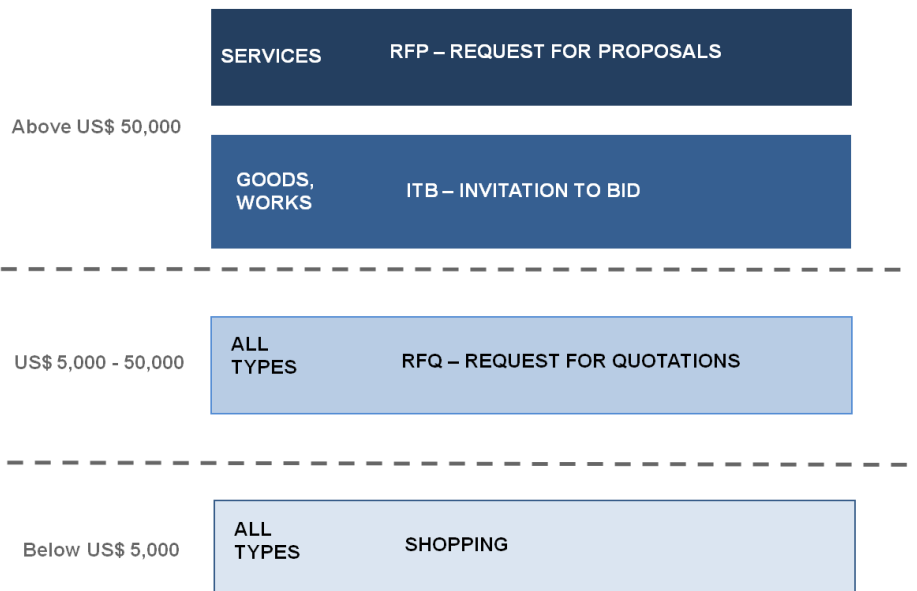 SERVICES
RFP – REQUEST FOR PROPOSALS
Above US$ 50,000
GOODS,
WORKS
ITB – INVITATION TO BID
US$ 5,000 - 50,000
ALL
TYPES
RFQ – REQUEST FOR QUOTATIONS
Below US$ 5,000
ALL
TYPES
SHOPPING